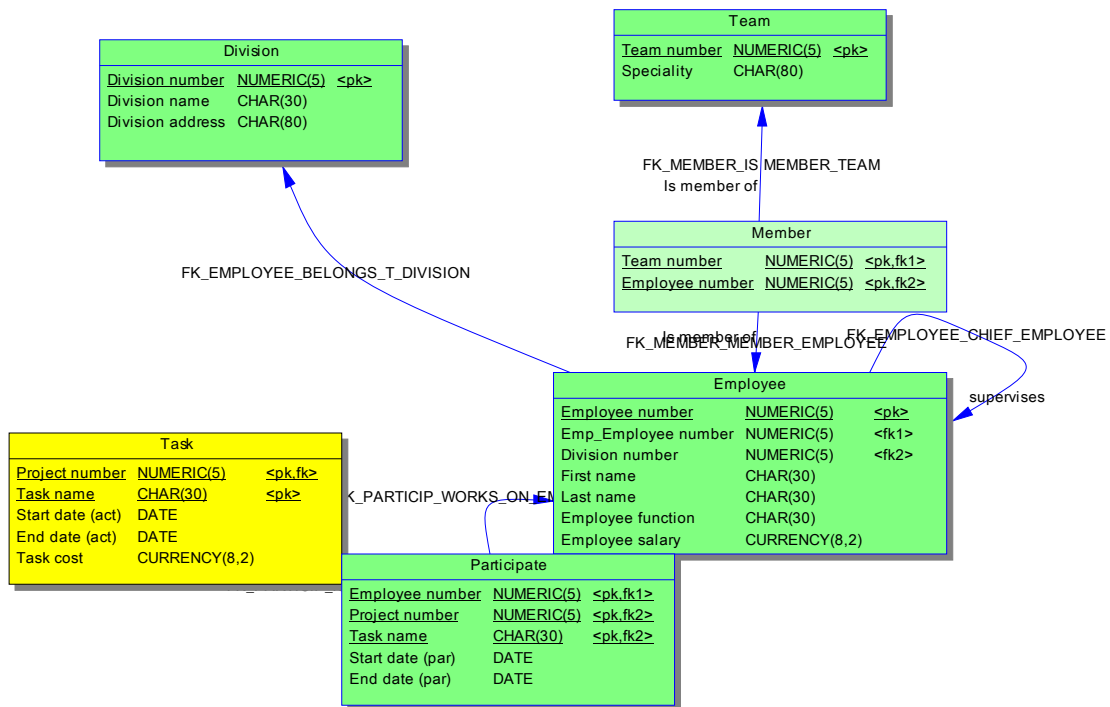 Team
Team number NUMERIC(5) <pk>
Speciality CHAR(80)
Division
Division number NUMERIC(5) <pk>
Division name CHAR(30)
Division address CHAR(80)
FK_MEMBER_IS_MEMBER_TEAM
Is member of
Member
Team number NUMERIC(5) <pk,fk1>
Employee number NUMERIC(5) <pk,fk2>
FK_EMPLOYEE_BELONGS_T_DIVISION
Is member of
FK_MEMBER_MEMBER_EMPLOYEE
FK_EMPLOYEE_CHIEF_EMPLOYEE
supervises
Employee
Employee number NUMERIC(5) <pk>
Emp_Employee number NUMERIC(5) <fk1>
Division number NUMERIC(5) <fk2>
First name CHAR(30)
Last name CHAR(30)
Employee function CHAR(30)
Employee salary CURRENCY(8,2)
Task
Project number NUMERIC(5) <pk,fk>
Task name CHAR(30) <pk>
Start date (act) DATE
End date (act) DATE
Task cost CURRENCY(8,2)
K_PARTICIP_WORKS_ON_EM
Participate
Employee number NUMERIC(5) <pk,fk1>
Project number NUMERIC(5) <pk,fk2>
Task name CHAR(30) <pk,fk2>
Start date (par) DATE
End date (par) DATE